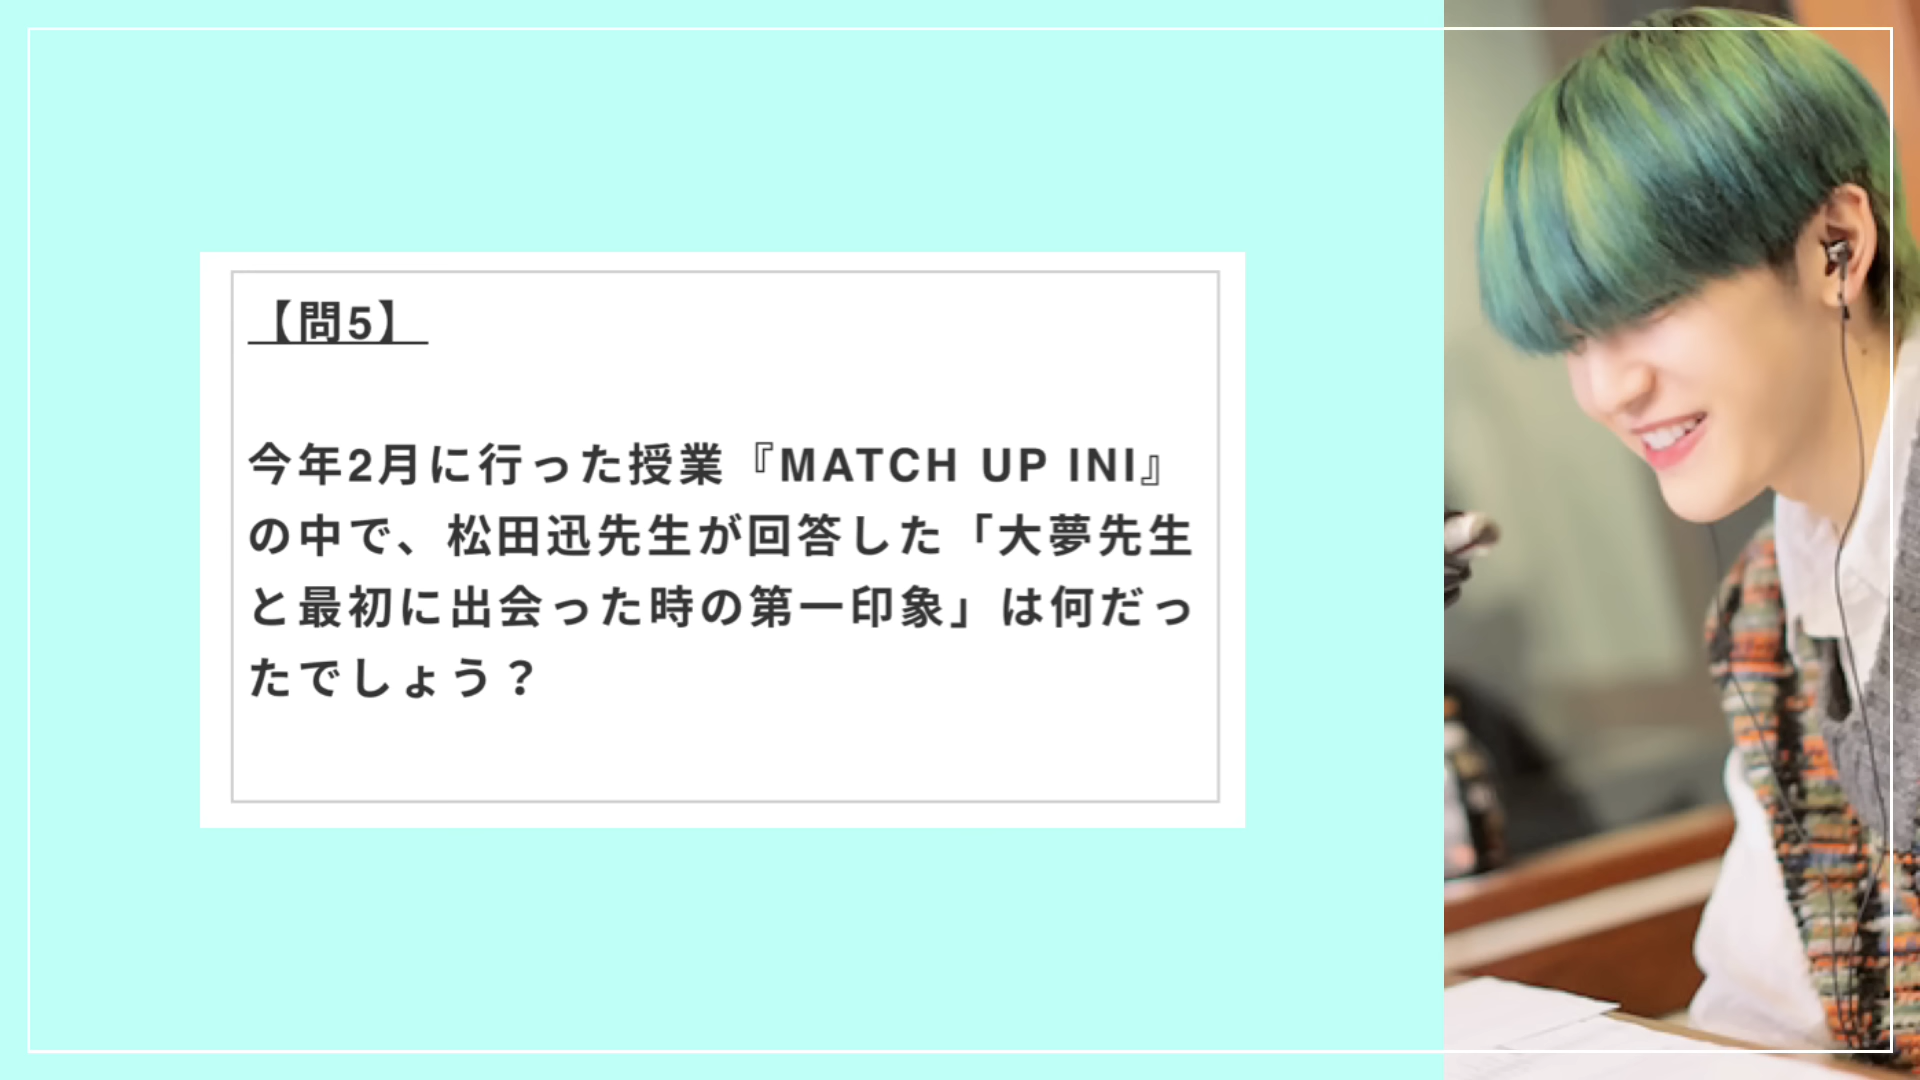 【問5】
今年2月に行った授業『MATCH UP INI』
の中で、松田迅先生が回答した「大夢先生
と最初に出会った時の第一印象」は何だっ
たでしょう？